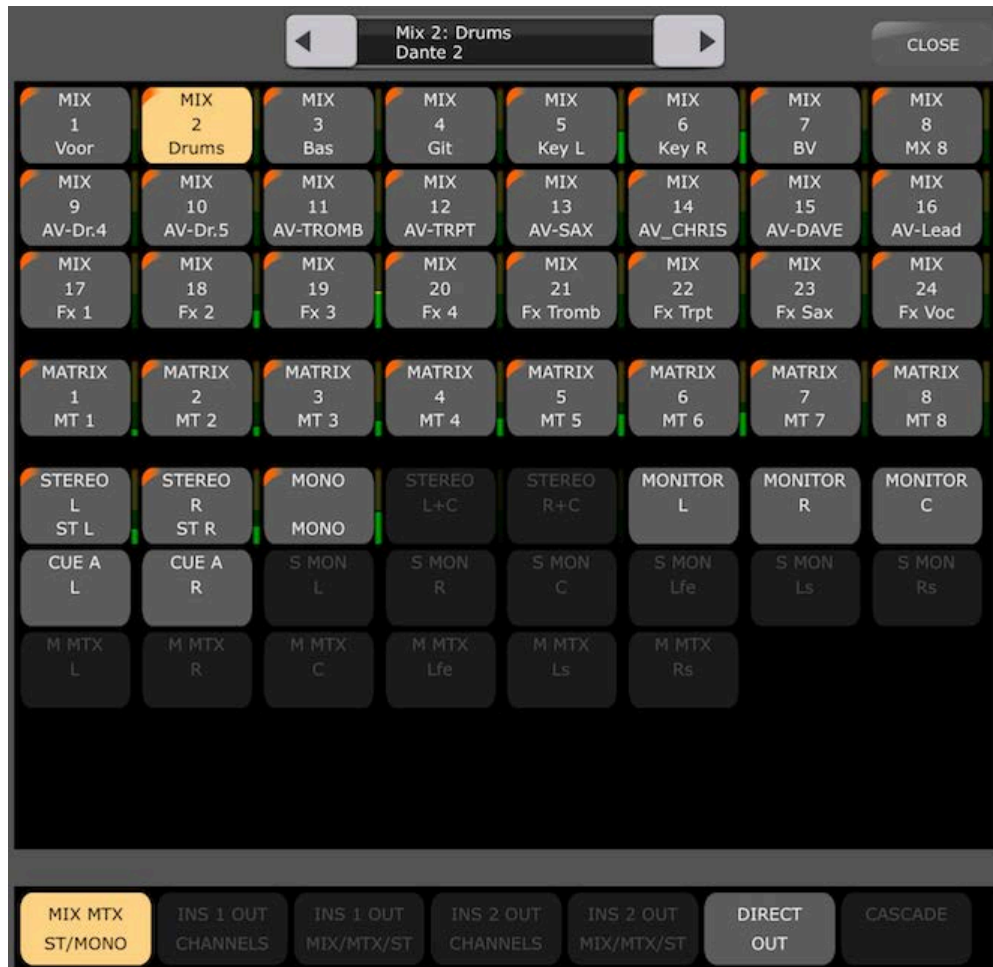 Mix 2: Drums
Dante 2
CLOSE
MIX MIX MIX MIX MIX MIX MIX MIX
1 2 3 4 5 6 7 8
Voor Drums Bas Git Key L Key R BV MX 8
MIX MIX MIX MIX MIX MIX MIX MIX
9 10 11 12 13 14 15 16
AV-Dr.4 AV-Dr.5 AV-TROMB AV-TRPT AV-SAX AV_CHRIS AV-DAVE AV-Lead
MIX MIX MIX MIX MIX MIX MIX MIX
17 18 19 20 21 22 23 24
Fx 1 Fx 2 Fx 3 Fx 4 Fx Tromb Fx Trpt Fx Sax Fx Voc
MATRIX MATRIX MATRIX MATRIX MATRIX MATRIX MATRIX MATRIX
1 2 3 4 5 6 7 8
MT 1 MT 2 MT 3 MT 4 MT 5 MT 6 MT 7 MT 8
STEREO STEREO MONO STEREO STEREO MONITOR MONITOR MONITOR
L R L+C R+C L R C
ST L ST R MONO
CUE A CUE A S MON S MON S MON S MON S MON S MON
L R L R C Lfe Ls Rs
M MTX M MTX M MTX M MTX M MTX M MTX
L R C Lfe Ls Rs
MIX MTX INS 1 OUT INS 1 OUT INS 2 OUT INS 2 OUT DIRECT CASCADE
ST/MONO CHANNELS MIX/MTX/ST CHANNELS MIX/MTX/ST OUT